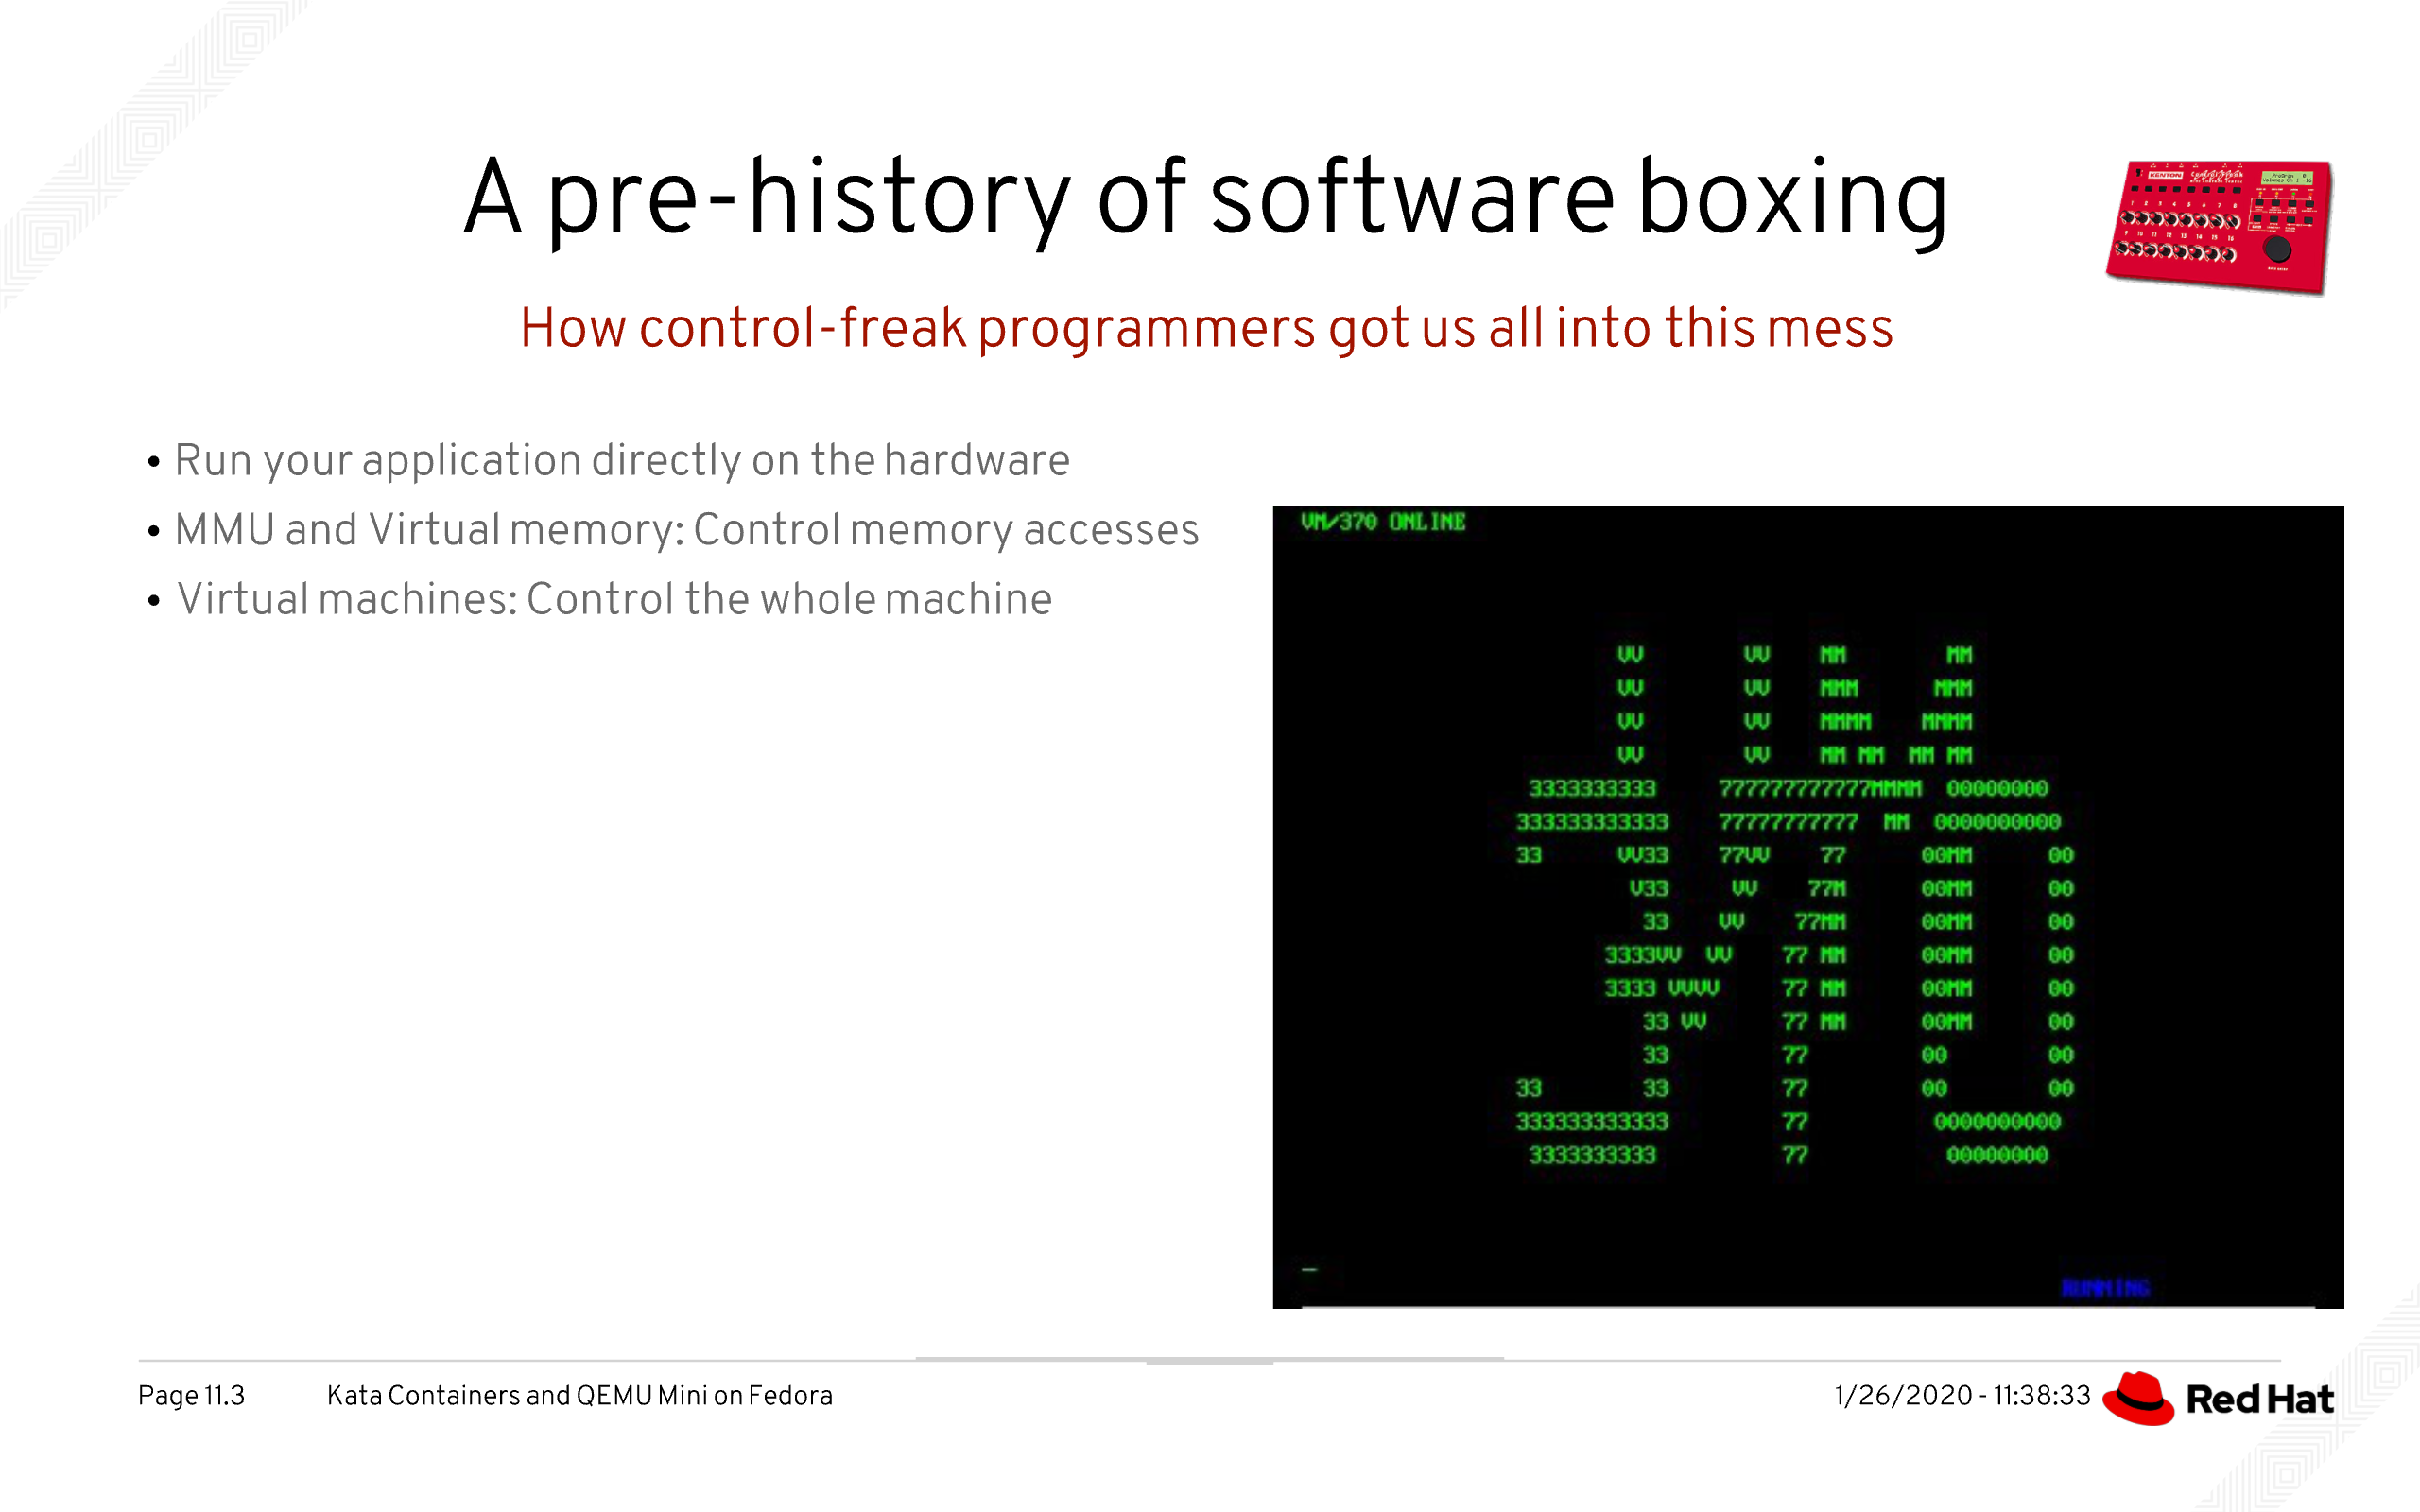 A pre-history of software boxing
How control-freak programmers got us all into this mess
KENTON
• Run your application directly on the hardware
• MMU and Virtual memory: Control memory accesses
• Virtual machines: Control the whole machine
VM/370 ONLINE
VV VV MM MM
VV VV MMM MMM
VV VV MMMM MMMM
VV VV MM MM MM MM
3333333333 777777777777MMMM 00000000
333333333333 77777777777 MM 0000000000
33 VV33 77VV 77 00MM 00
V33 VV 77M 00MM 00
33 VV 77MM 00MM 00
3333VV VV 77 MM 00MM 00
3333 VVVV 77 MM 00MM 00
33 VV 77 MM 00MM 00
33 77 00 00
33 33 77 00 00
333333333333 77 0000000000
3333333333 77 00000000
RUNNING
Page 11.3
Kata Containers and QEMU Mini on Fedora
1/26/2020 - 11:38:33
Red Hat